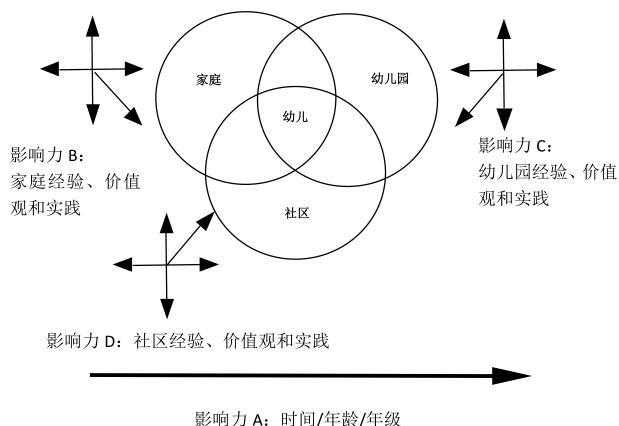 家庭
幼儿园
幼儿
社区
影响力 B：
家庭经验、价值
观和实践
影响力 C：
幼儿园经验、价值
观和实践
影响力 D：社区经验、价值观和实践
影响力 A：时间/年龄/年级